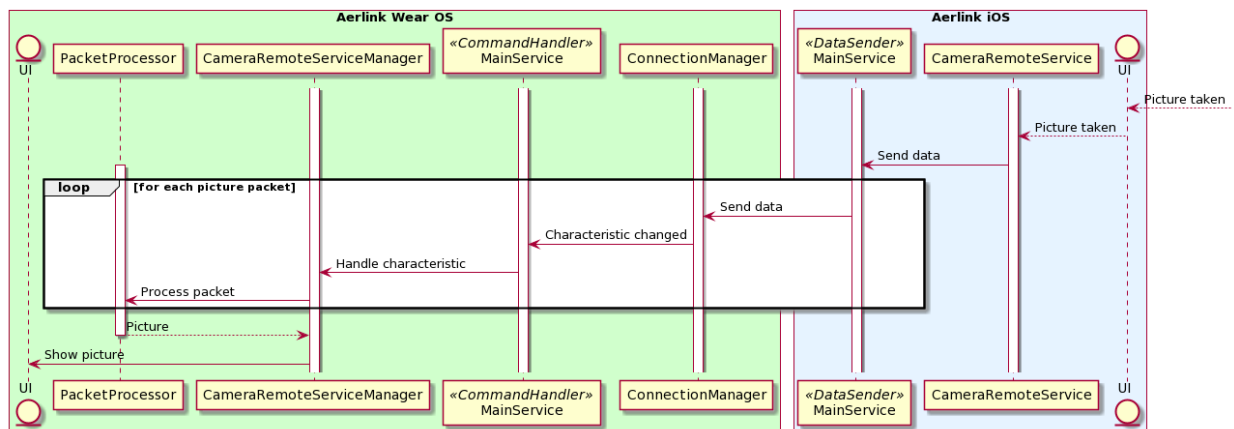 Aerlink Wear OS
Aerlink iOS
UI
PacketProcessor
CameraRemoteServiceManager
«CommandHandler»
MainService
ConnectionManager
«DataSender»
MainService
CameraRemoteService
UI
Picture taken
Picture taken
Send data
loop [for each picture packet]
Send data
Characteristic changed
Handle characteristic
Process packet
Picture
Show picture
UI
PacketProcessor
CameraRemoteServiceManager
«CommandHandler»
MainService
ConnectionManager
«DataSender»
MainService
CameraRemoteService
UI